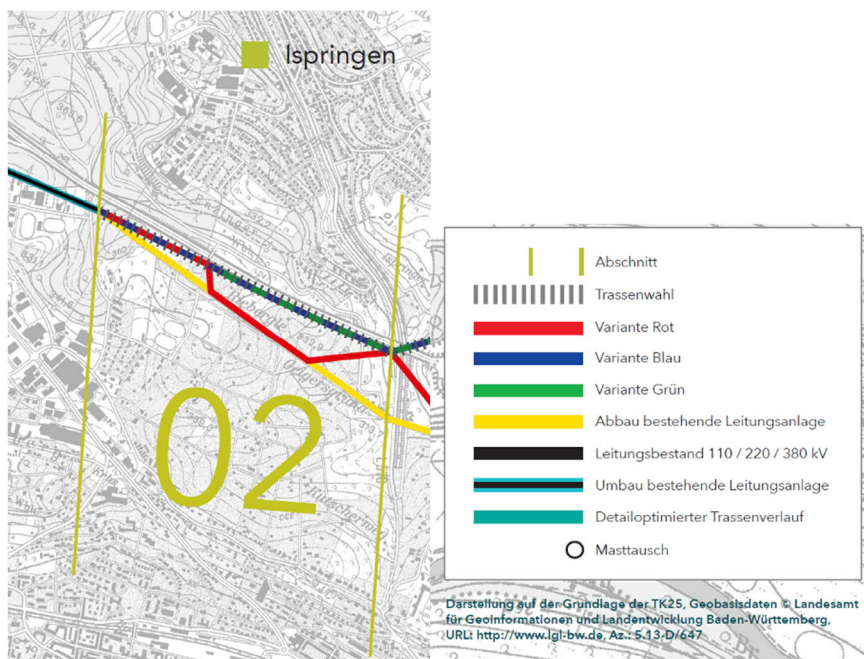 Ispringen
02
Abschnitt
Trassenwahl
Variante Rot
Variante Blau
Variante Grün
Abbau bestehende Leitungsanlage
Leitungsbestand 110 / 220 / 380 kV
Umbau bestehende Leitungsanlage
Detailoptimierter Trassenverlauf
Masttausch
Darstellung auf der Grundlage der TK25, Geobasisdaten © Landesamt
für Geoinformationen und Landentwicklung Baden-Württemberg,
URL: http://www.lgl-bw.de, Az.: 5.13-D/647